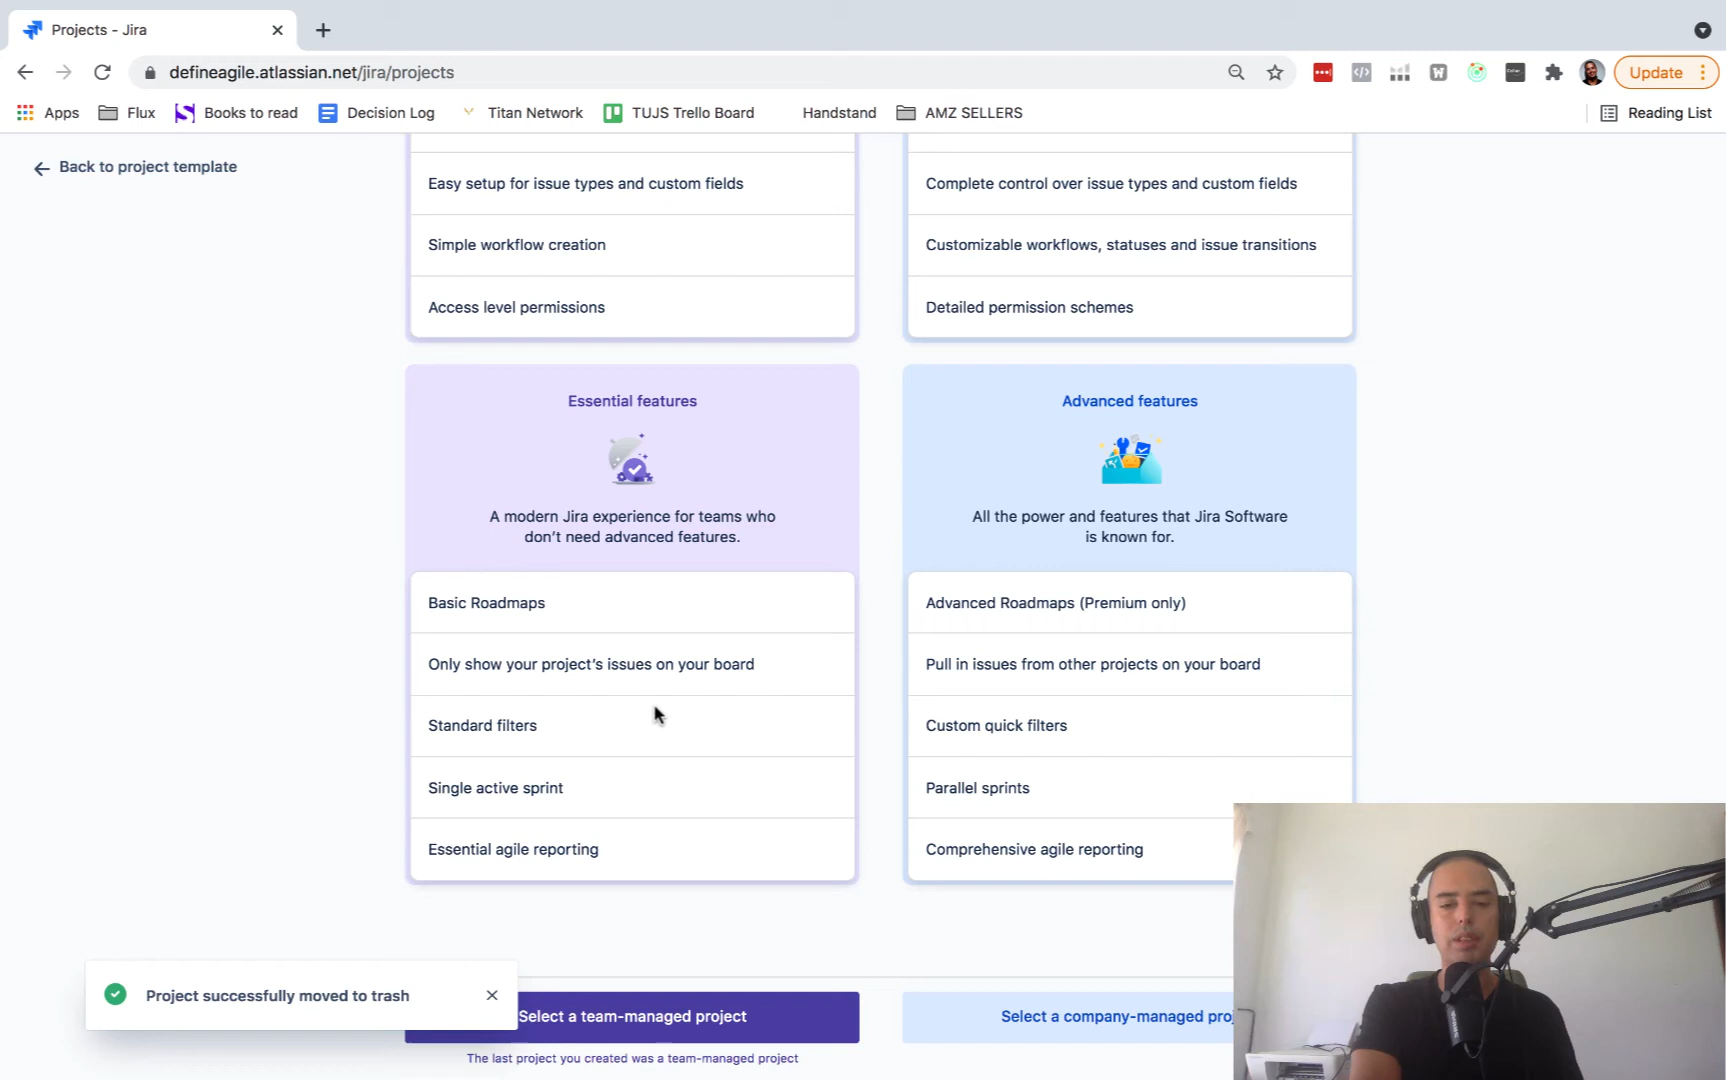 Projects - Jira
defineagile.atlassian.net/jira/projects
Update
Apps
Flux
Books to read
Decision Log
Titan Network
TUJS Trello Board
Handstand
AMZ SELLERS
Reading List
Back to project template
Easy setup for issue types and custom fields
Simple workflow creation
Access level permissions
Complete control over issue types and custom fields
Customizable workflows, statuses and issue transitions
Detailed permission schemes
Essential features
A modern Jira experience for teams who
don't need advanced features.
Basic Roadmaps
Only show your project's issues on your board
Standard filters
Single active sprint
Essential agile reporting
Advanced features
All the power and features that Jira Software
is known for.
Advanced Roadmaps (Premium only)
Pull in issues from other projects on your board
Custom quick filters
Parallel sprints
Comprehensive agile reporting
Project successfully moved to trash
Select a team-managed project
The last project you created was a team-managed project
Select a company-managed proj